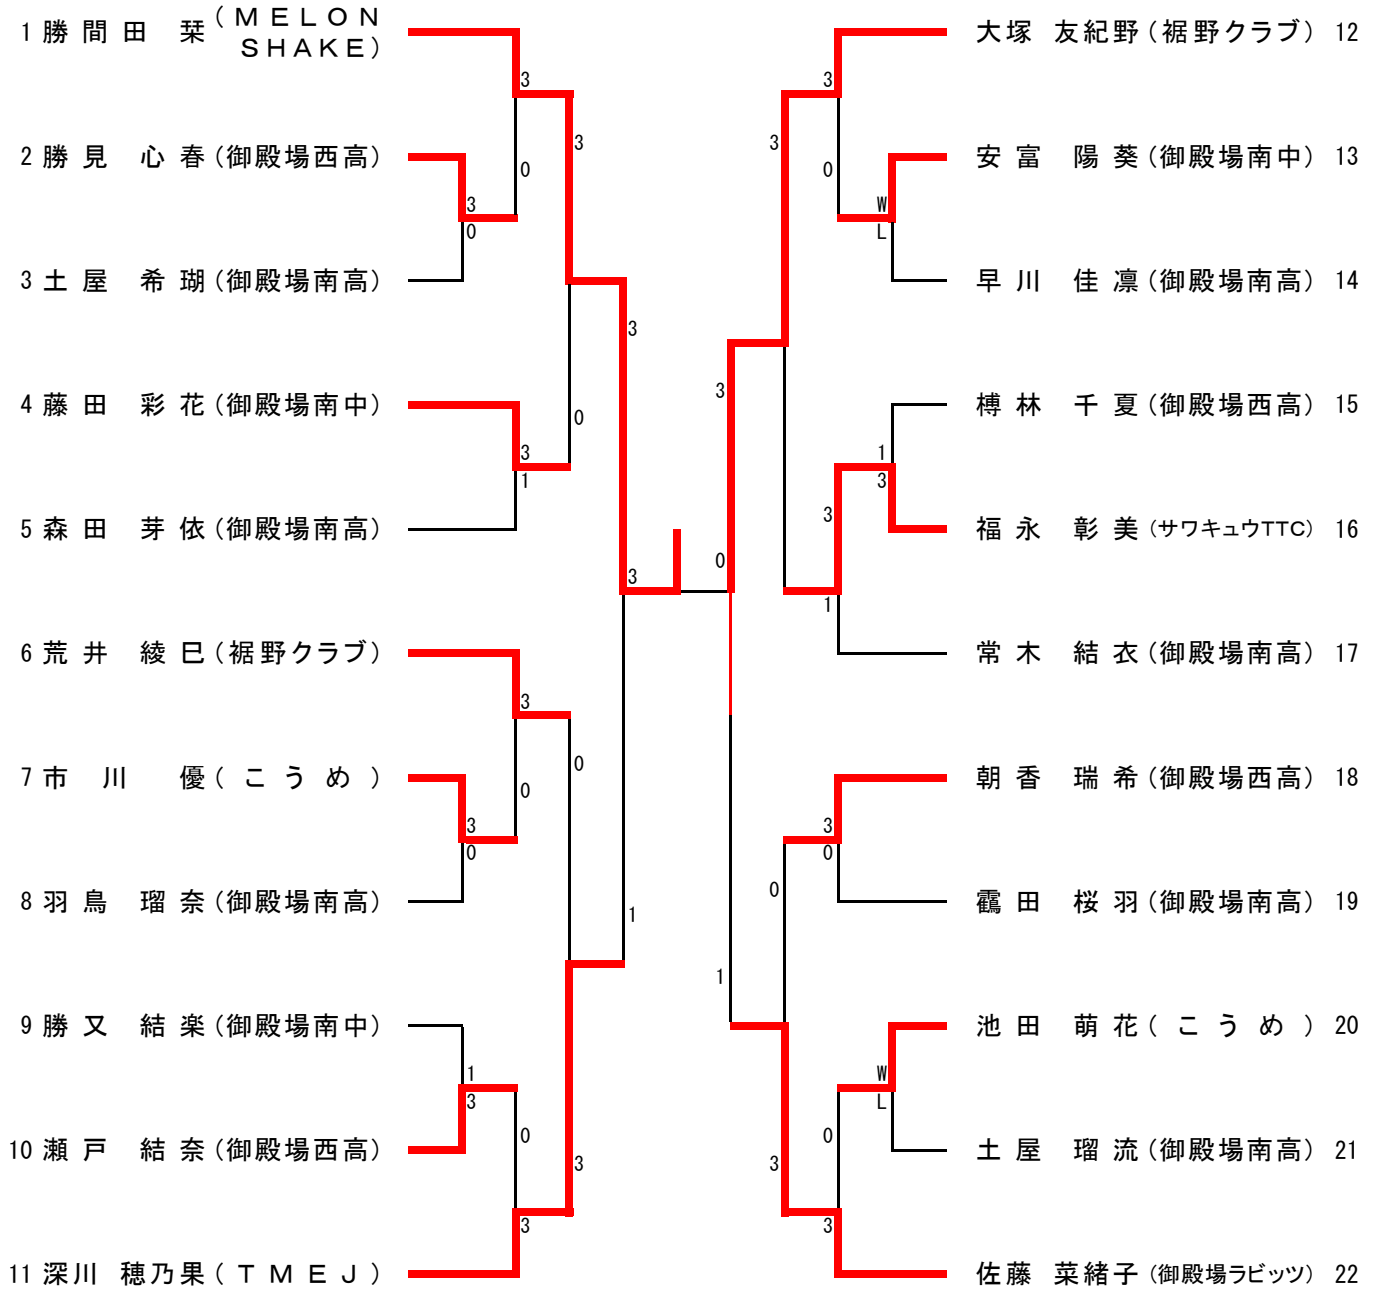 1 勝間田 栞 (MELON SHAKE)
3
0
3
2 勝見 心春 (御殿場西高)
3
0
3 土屋 希瑚 (御殿場南高)
3
4 藤田 彩花 (御殿場南中)
0
3
1
5 森田 芽依 (御殿場南高)
3
6 荒井 綾巳 (裾野クラブ)
3
0
0
7 市川 優 (こうめ)
3
0
8 羽鳥 瑠奈 (御殿場南高)
1
9 勝又 結楽 (御殿場南中)
1
3
10 瀬戸 結奈 (御殿場西高)
0
3
3
11 深川 穂乃果 (TMEJ)
大塚 友紀野 (裾野クラブ) 12
3
3
0
安富 陽葵 (御殿場南中) 13
W
L
早川 佳凛 (御殿場南高) 14
3
榑林 千夏 (御殿場西高) 15
1
3
福永 彰美 (サワキュウTTC) 16
3
0
1
常木 結衣 (御殿場南高) 17
朝香 瑞希 (御殿場西高) 18
3
0
0
靍田 桜羽 (御殿場南高) 19
1
池田 萌花 (こうめ) 20
W
L
土屋 瑠流 (御殿場南高) 21
0
3
3
佐藤 菜緒子 (御殿場ラビッツ) 22